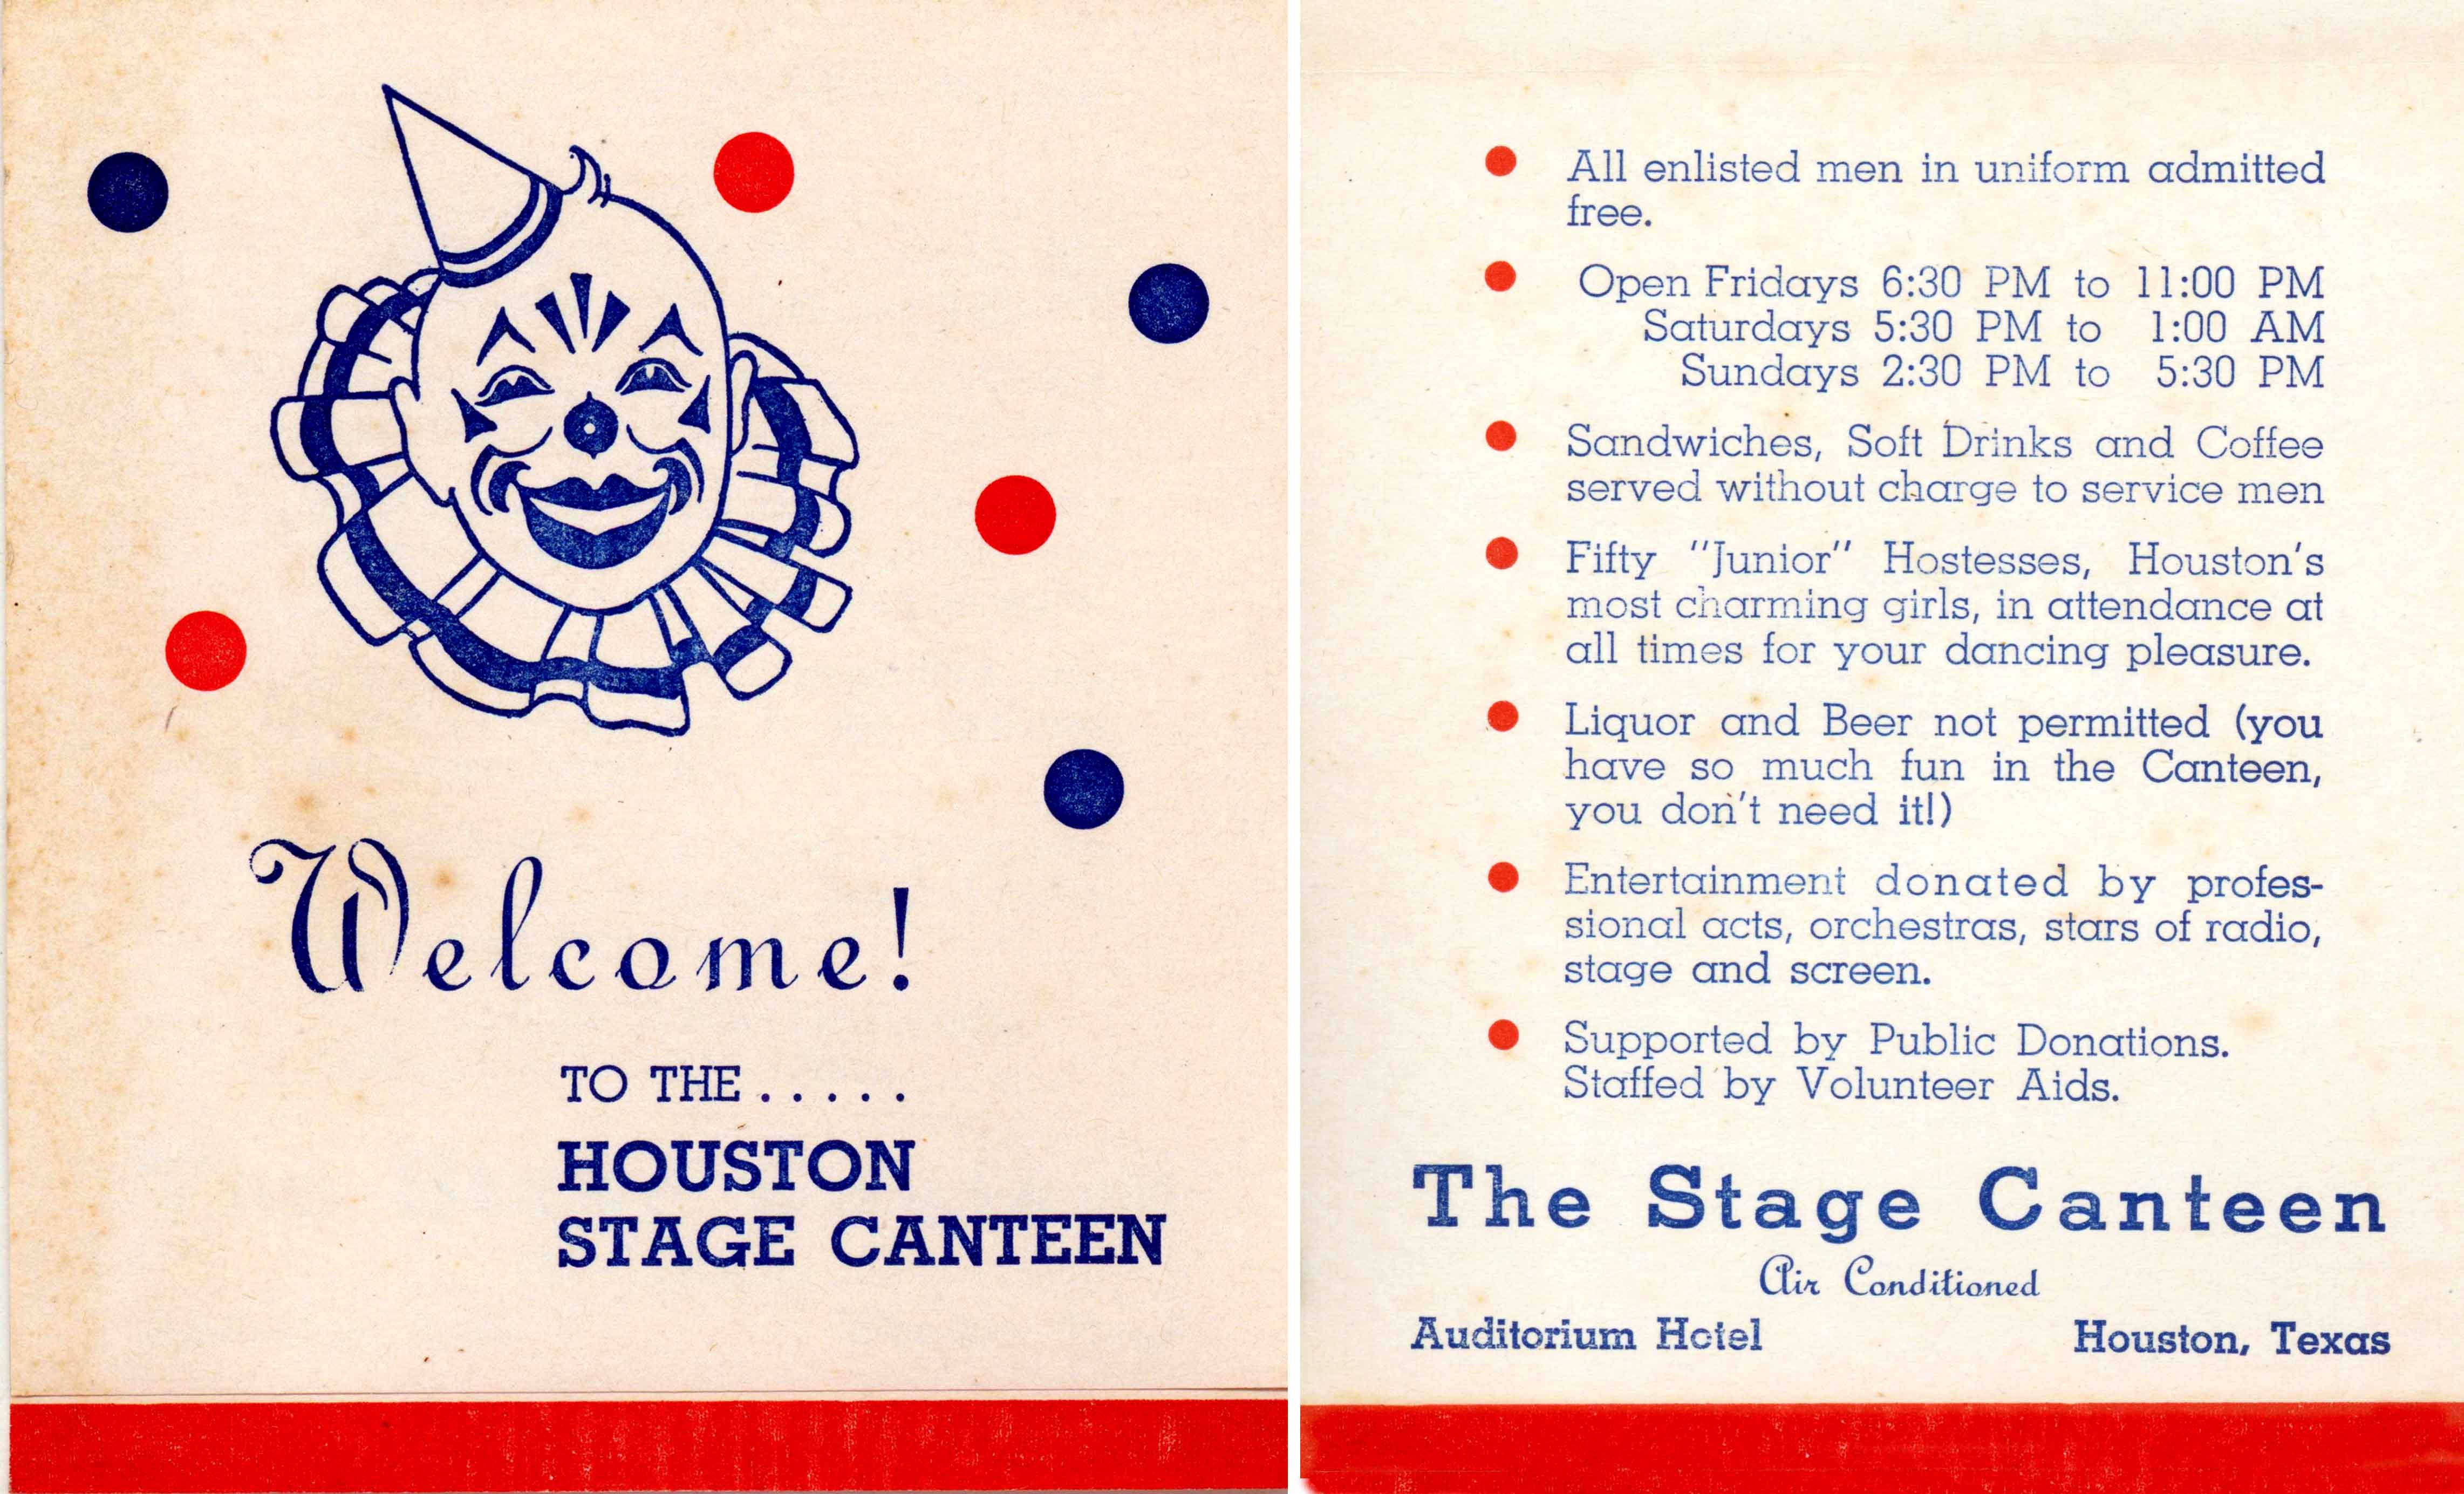 Welcome!
TO THE.....
HOUSTON
STAGE CANTEEN
All enlisted men in uniform admitted
free.
Open Fridays 6:30 PM to 11:00 PM
Saturdays 5:30 PM to 1:00 AM
Sundays 2:30 PM to 5:30 PM
Sandwiches, Soft Drinks and Coffee
served without charge to service men
Fifty "Junior" Hostesses, Houston's
most charming girls, in attendance at
all times for your dancing pleasure.
Liquor and Beer not permitted (you
have so much fun in the Canteen,
you don't need it!)
Entertainment donated by profes-
sional acts, orchestras, stars of radio,
stage and screen.
Supported by Public Donations.
Staffed by Volunteer Aids.
The Stage Canteen
Air Conditioned
Auditorium Hotel Houston, Texas